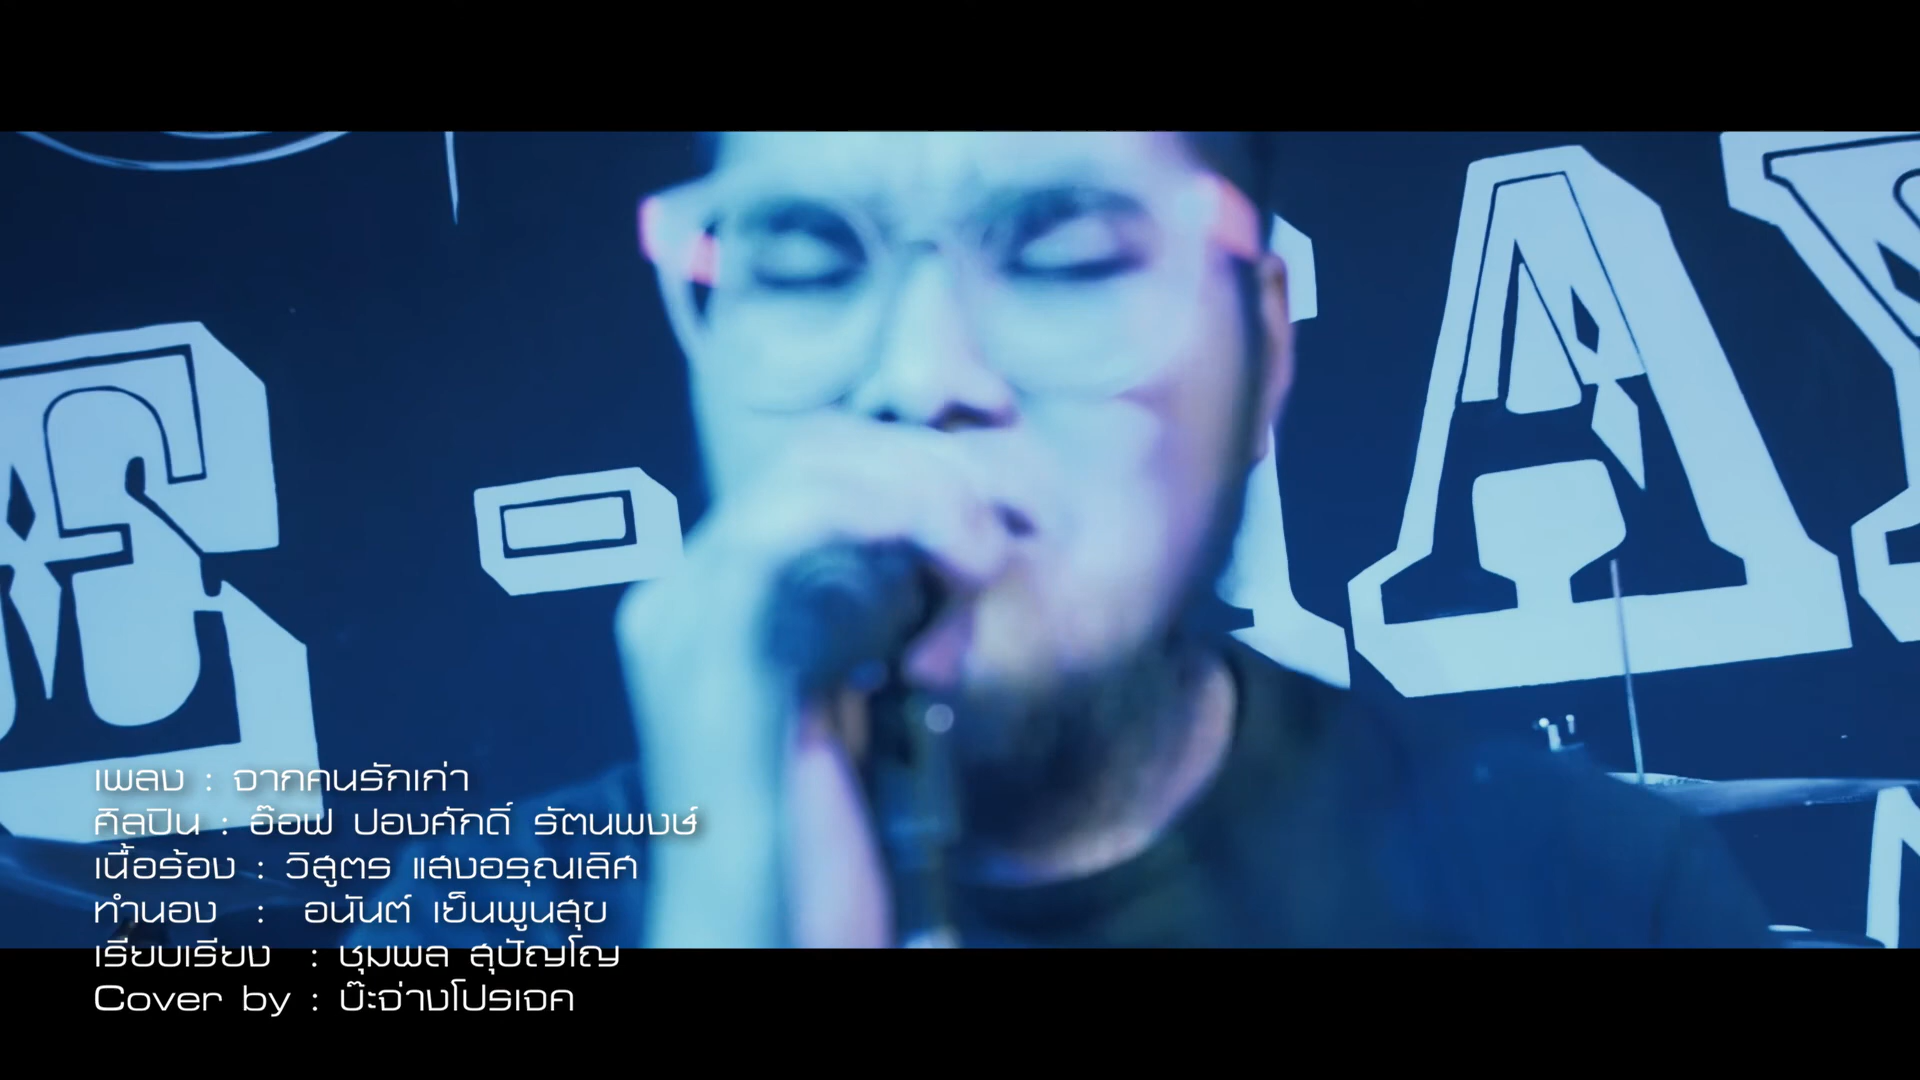 เพลง : จากคนรักเก่า
ศิลปิน : อ๊อฟ ปองศักดิ์ รัตนพงษ์
เนื้อร้อง : วิสูตร แสงอรุณเลิศ
ทำนอง : อนันต์ เย็นพูนสุข
เรียบเรียง : ชุมพล สุปัญโญ
Cover by : บ๊ะจ่างโปรเจค